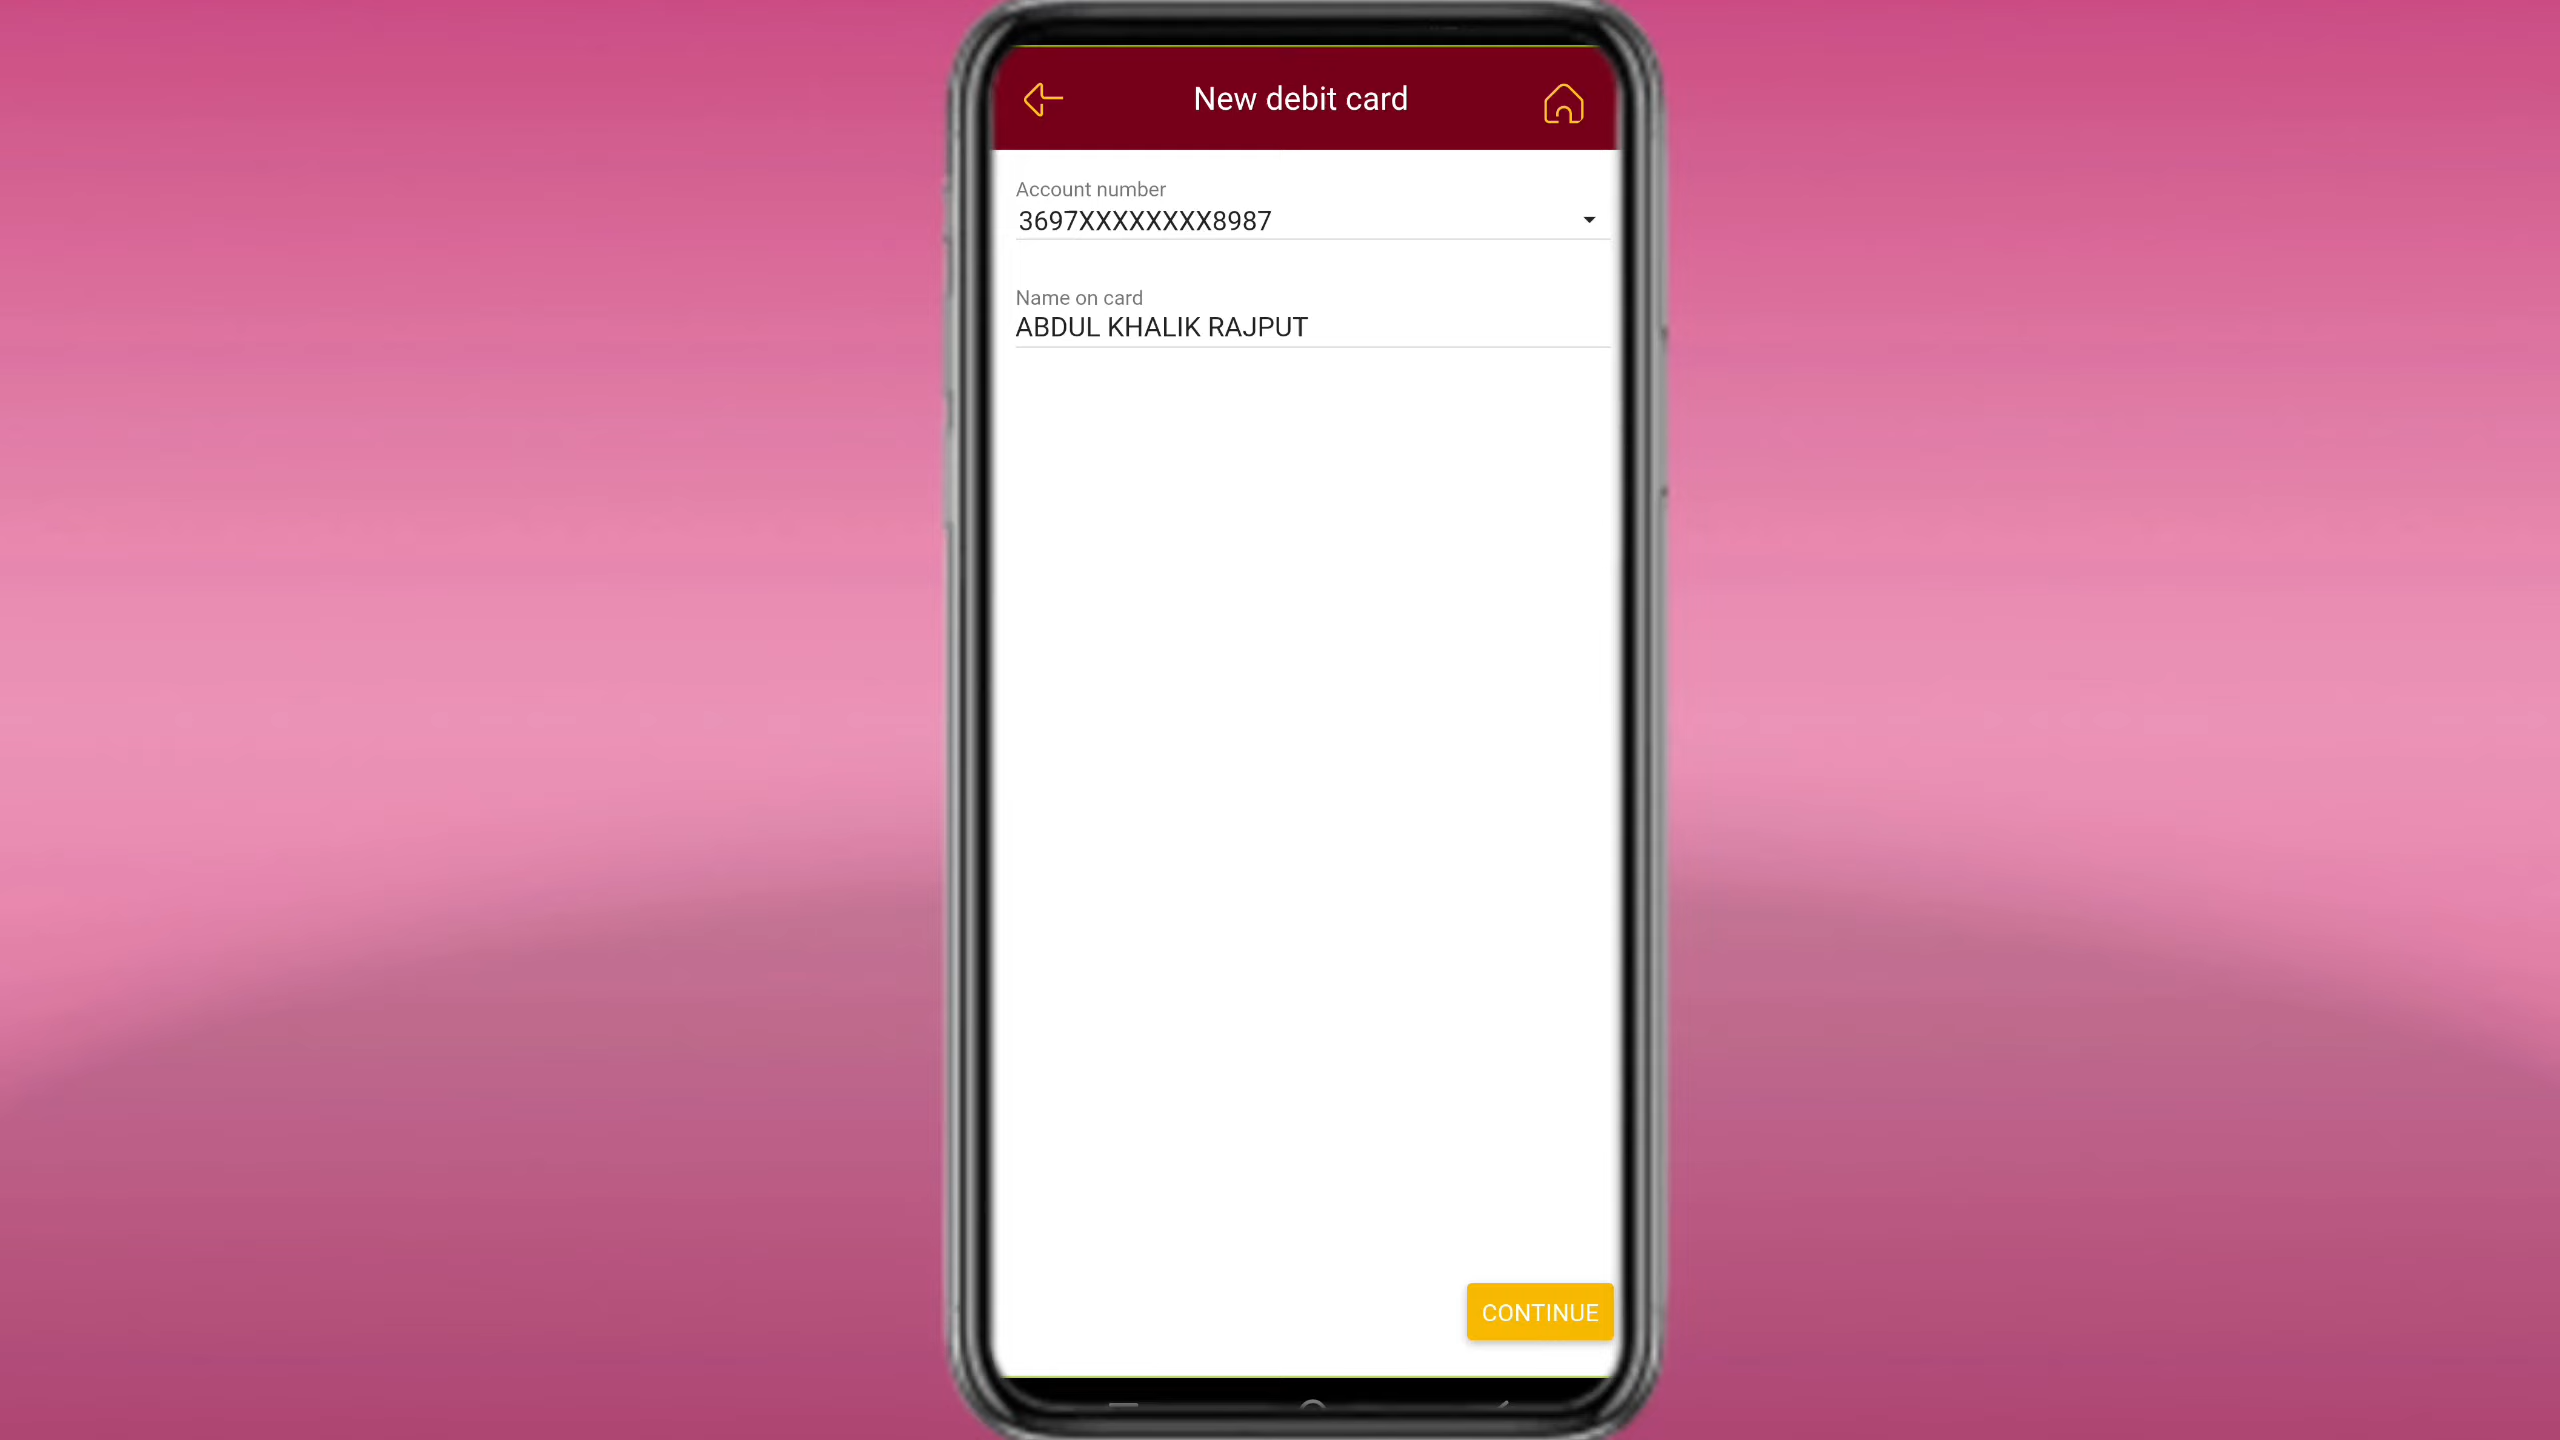 New debit card
Account number
3697XXXXXXXX8987
Name on card
ABDUL KHALIK RAJPUT
CONTINUE